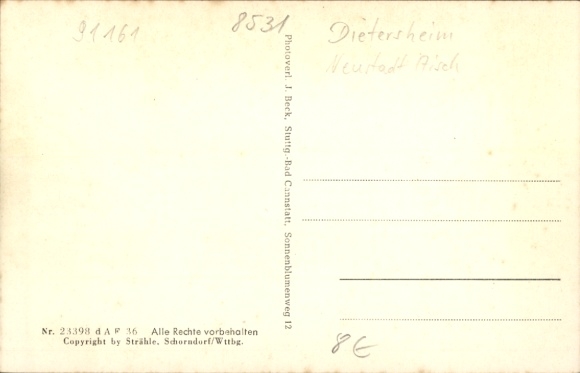 91161
8531
Dietersheim
Neustadt Aisch
Photoverl. J. Beck, Stuttg.-Bad Cannstatt, Sonnenblumenweg 12
Nr. 23398 d A F 36 Alle Rechte vorbehalten
Copyright by Strähle, Schorndorf/Wttbg.
8€